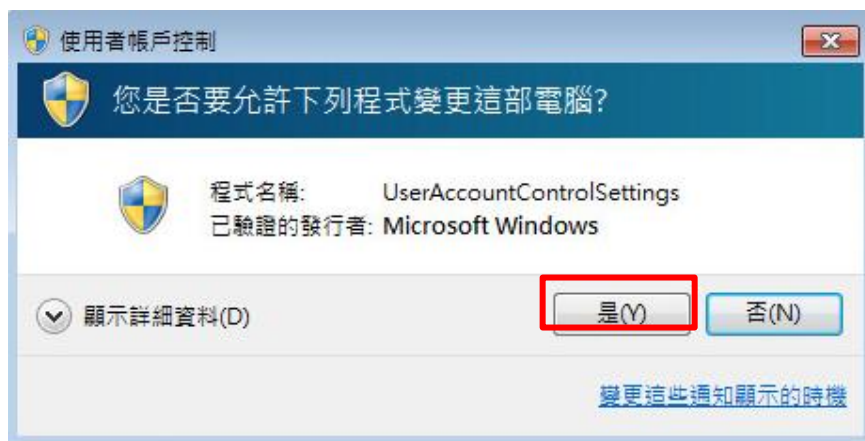 使用者帳戶控制
您是否要允許下列程式變更這部電腦?
程式名稱: UserAccountControlSettings
已驗證的發行者: Microsoft Windows
顯示詳細資料(D) 是(Y) 否(N)
變更這些通知顯示的時機